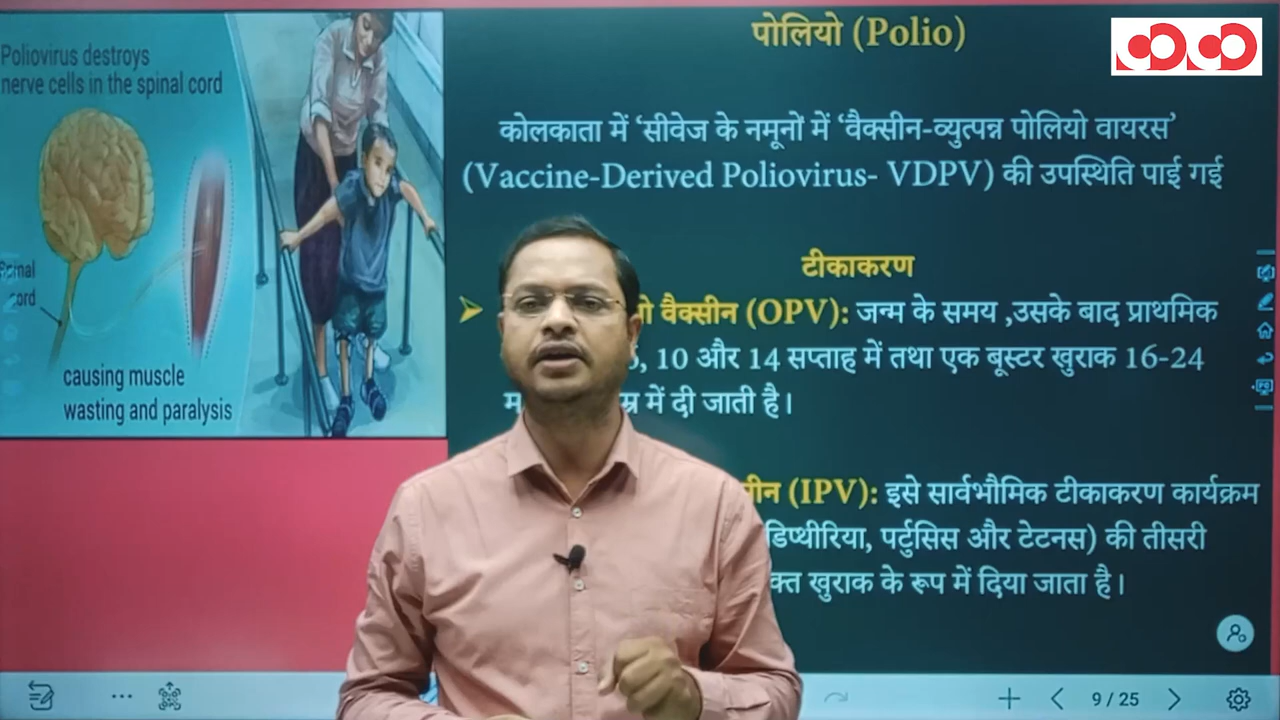 Poliovirus destroys
nerve cells in the spinal cord
cord
causing muscle
wasting and paralysis
पोलियो (Polio)
कोलकाता में ‘सीवेज के नमूनों में ‘वैक्सीन-व्युत्पन्न पोलियो वायरस’
(Vaccine-Derived Poliovirus- VDPV) की उपस्थिति पाई गई
टीकाकरण
वैक्सीन (OPV): जन्म के समय ,उसके बाद प्राथमिक
10 और 14 सप्ताह में तथा एक बूस्टर खुराक 16-24
में दी जाती है।
(IPV): इसे सार्वभौमिक टीकाकरण कार्यक्रम
डिप्थीरिया, पर्टुसिस और टेटनस) की तीसरी
खुराक के रूप में दिया जाता है।
9 / 25